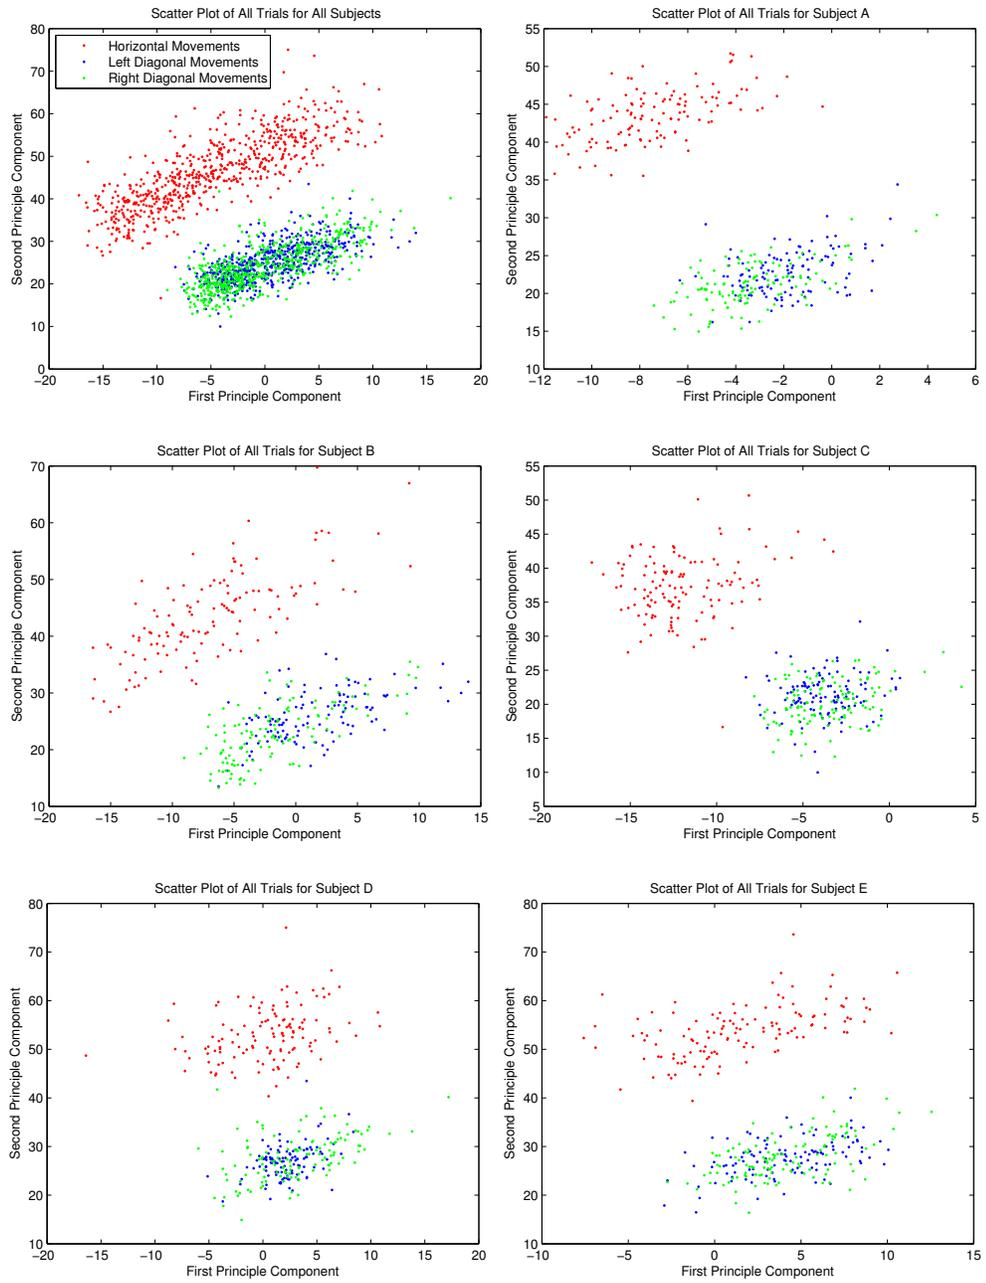 Scatter Plot of All Trials for All Subjects
80
70
60
50
40
30
20
10
0
−20 −15 −10 −5 0 5 10 15 20
Second Principle Component
First Principle Component
Horizontal Movements
Left Diagonal Movements
Right Diagonal Movements
Scatter Plot of All Trials for Subject A
55
50
45
40
35
30
25
20
15
10
−12 −10 −8 −6 −4 −2 0 2 4 6
Second Principle Component
First Principle Component
Scatter Plot of All Trials for Subject B
70
60
50
40
30
20
10
−20 −15 −10 −5 0 5 10 15
Second Principle Component
First Principle Component
Scatter Plot of All Trials for Subject C
55
50
45
40
35
30
25
20
15
10
5
−20 −15 −10 −5 0 5
Second Principle Component
First Principle Component
Scatter Plot of All Trials for Subject D
80
70
60
50
40
30
20
10
−20 −15 −10 −5 0 5 10 15 20
Second Principle Component
First Principle Component
Scatter Plot of All Trials for Subject E
80
70
60
50
40
30
20
10
−10 −5 0 5 10 15
Second Principle Component
First Principle Component